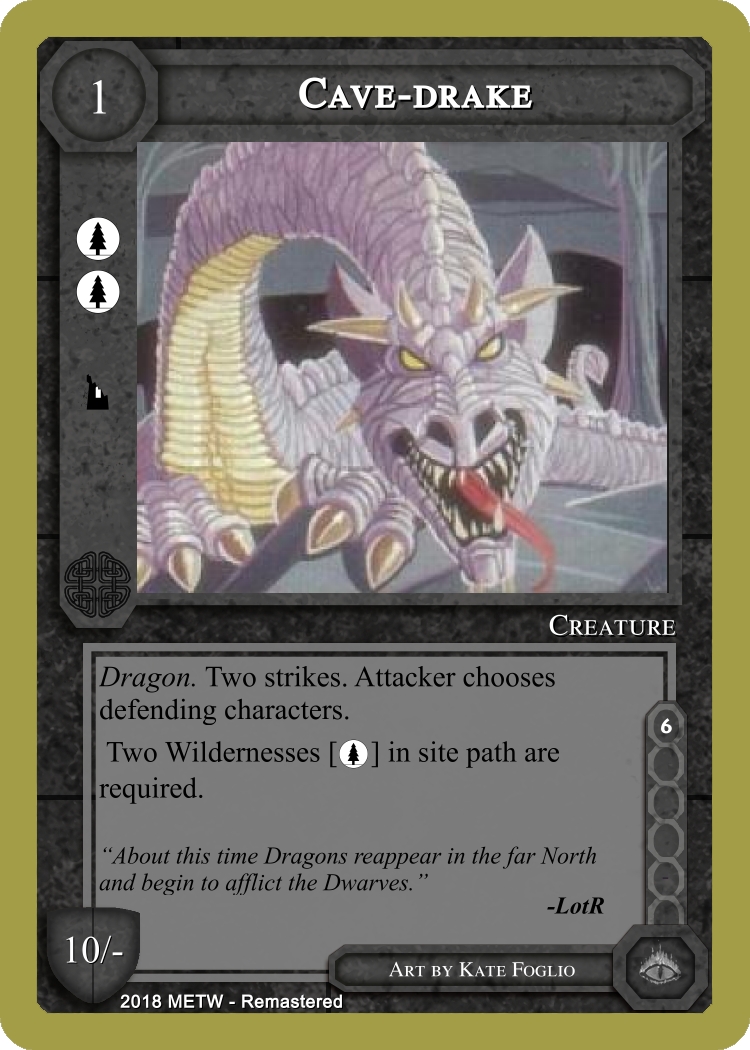 1
CAVE-DRAKE
CREATURE
Dragon. Two strikes. Attacker chooses
defending characters.
Two Wildernesses [ ] in site path are
required.
6
“About this time Dragons reappear in the far North
and begin to afflict the Dwarves.”
-LotR
10/-
ART BY KATE FOGLIO
2018 METW - Remastered